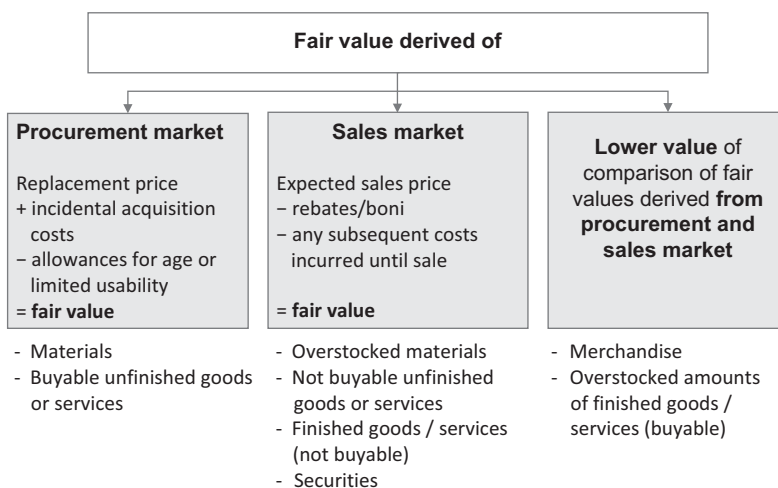 Fair value derived of
Procurement market
Replacement price
+ incidental acquisition
costs
− allowances for age or
limited usability
= fair value
- Materials
- Buyable unfinished goods
or services
Sales market
Expected sales price
− rebates/boni
− any subsequent costs
incurred until sale
= fair value
- Overstocked materials
- Not buyable unfinished
goods or services
- Finished goods / services
(not buyable)
- Securities
Lower value of
comparison of fair
values derived from
procurement and
sales market
- Merchandise
- Overstocked amounts
of finished goods /
services (buyable)